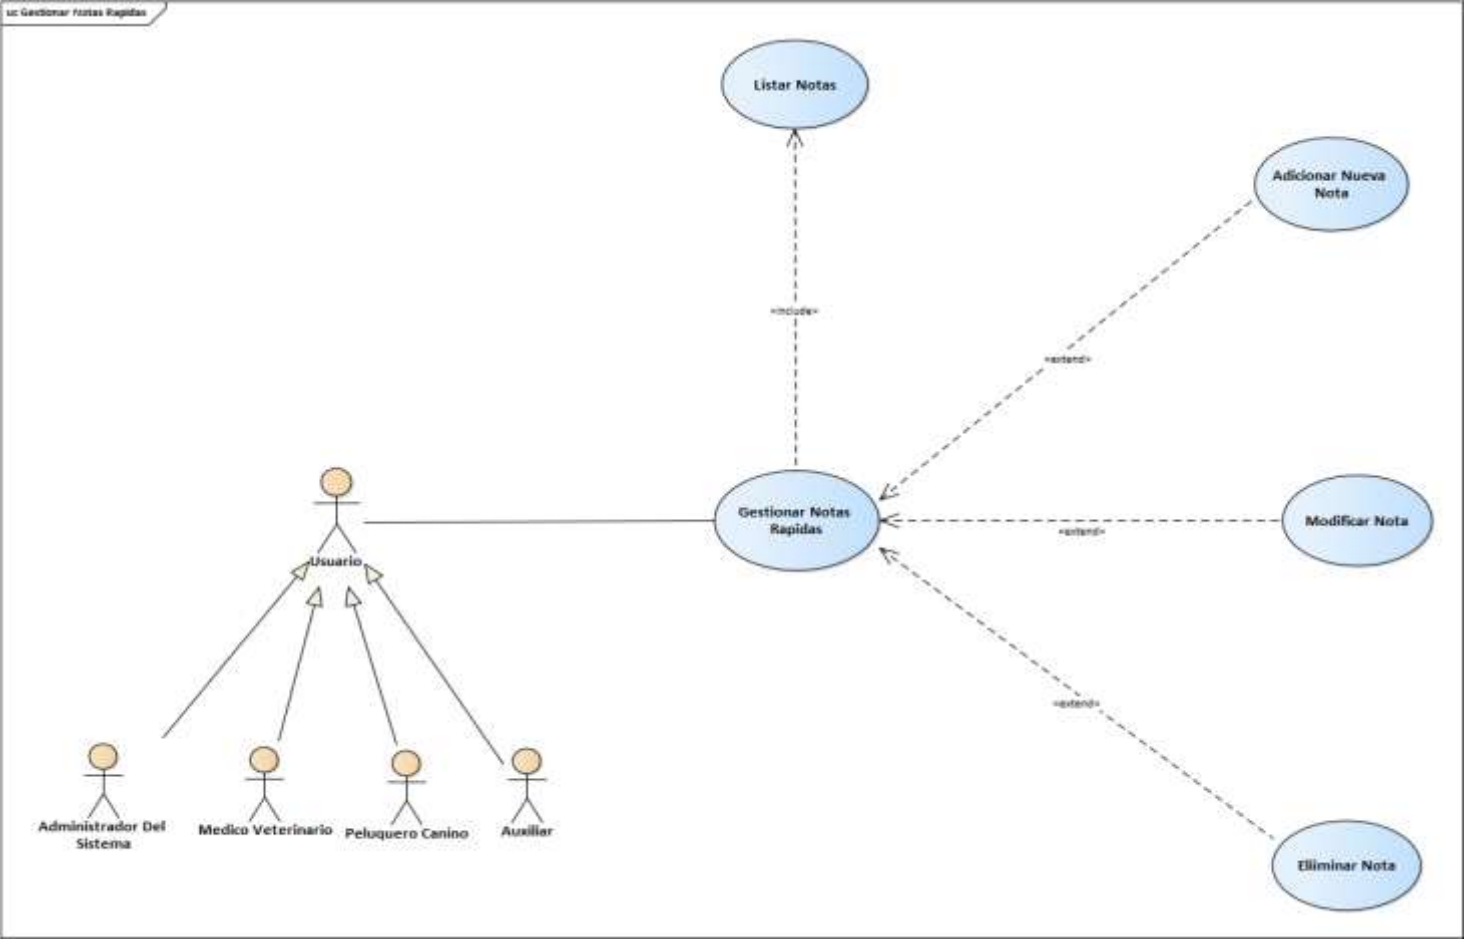 uc Gestionar Notas Rapidas
Listar Notas
Adicionar Nueva
Nota
«include»
«extend»
Gestionar Notas
Rapidas
Modificar Nota
«extend»
Usuario
«extend»
Administrador Del
Sistema
Medico Veterinario
Peluquero Canino
Auxiliar
Eliiminar Nota